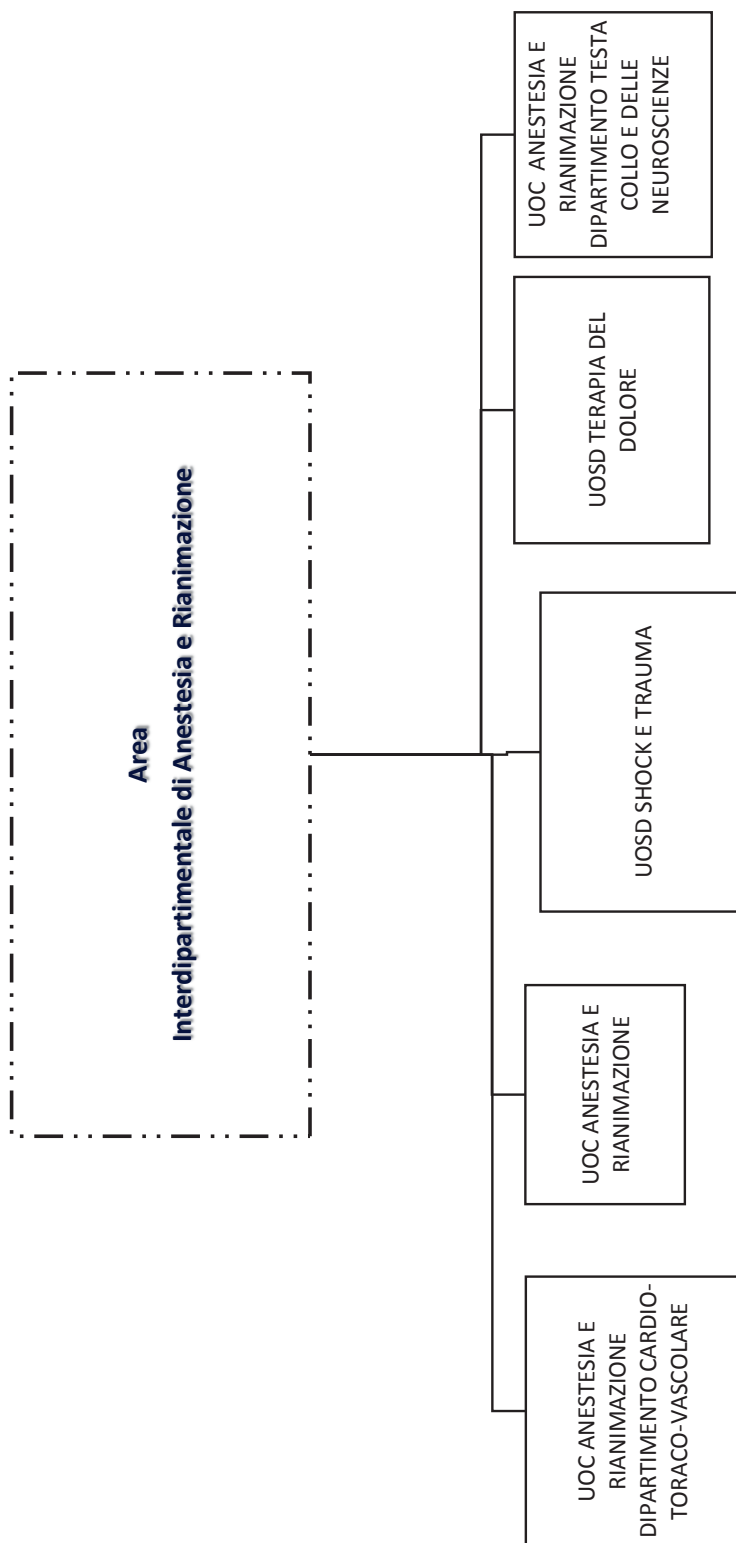 Area
Interdipartimentale di Anestesia e Rianimazione
UOC ANESTESIA E
RIANIMAZIONE
DIPARTIMENTO CARDIO-
TORACO-VASCOLARE
UOC ANESTESIA E
RIANIMAZIONE
UOSD SHOCK E TRAUMA
UOSD TERAPIA DEL
DOLORE
UOC ANESTESIA E
RIANIMAZIONE
DIPARTIMENTO TESTA
COLLO E DELLE
NEUROSCIENZE